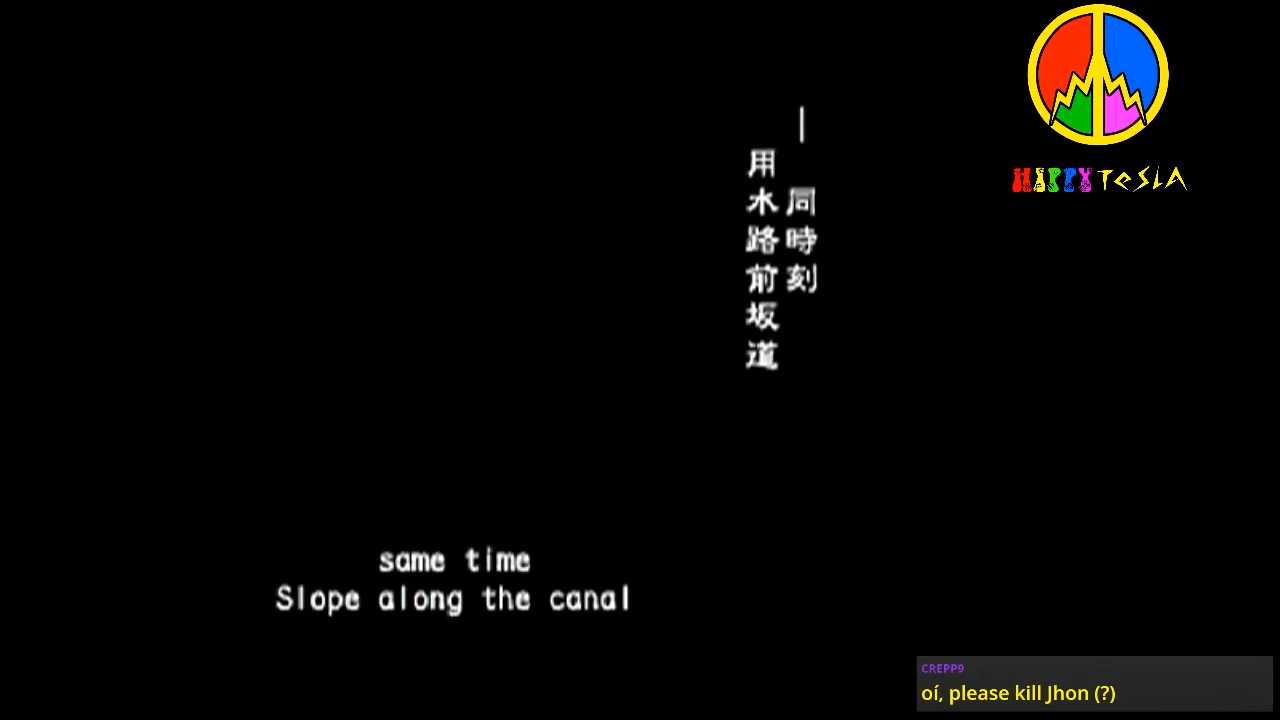 ―同時刻
用水路前坂道
HAPPYTESLA
same time
Slope along the canal
CREPP9
oí, please kill Jhon (?)